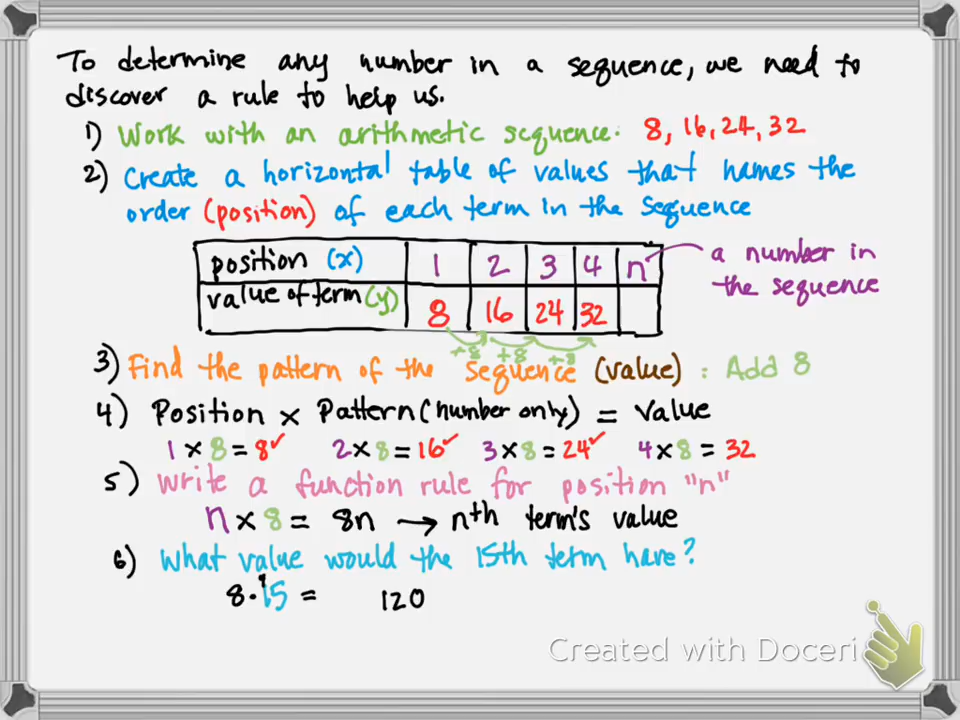 To determine any number in a sequence, we need to
discover a rule to help us.
1) Work with an arithmetic sequence: 8, 16, 24, 32
2) Create a horizontal table of values that names the
order (position) of each term in the sequence
position (x) 1 2 3 4 n
a number in
the sequence
value of term (y) 8 16 24 32
+8 +8 +8
3) Find the pattern of the sequence (value) : Add 8
4) Position x Pattern (number only) = Value
1 x 8 = 8✓ 2 x 8 = 16✓ 3 x 8 = 24✓ 4 x 8 = 32
5) Write a function rule for position "n"
n x 8 = 8n → nth term's value
6) What value would the 15th term have?
8 · 15 = 120
Created with Doceri